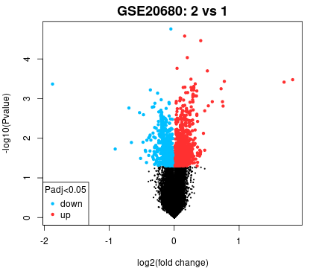 GSE20680: 2 vs 1
-log10(Pvalue)
4
3
2
1
0
Padj<0.05
down
up
-2
-1
0
1
log2(fold change)